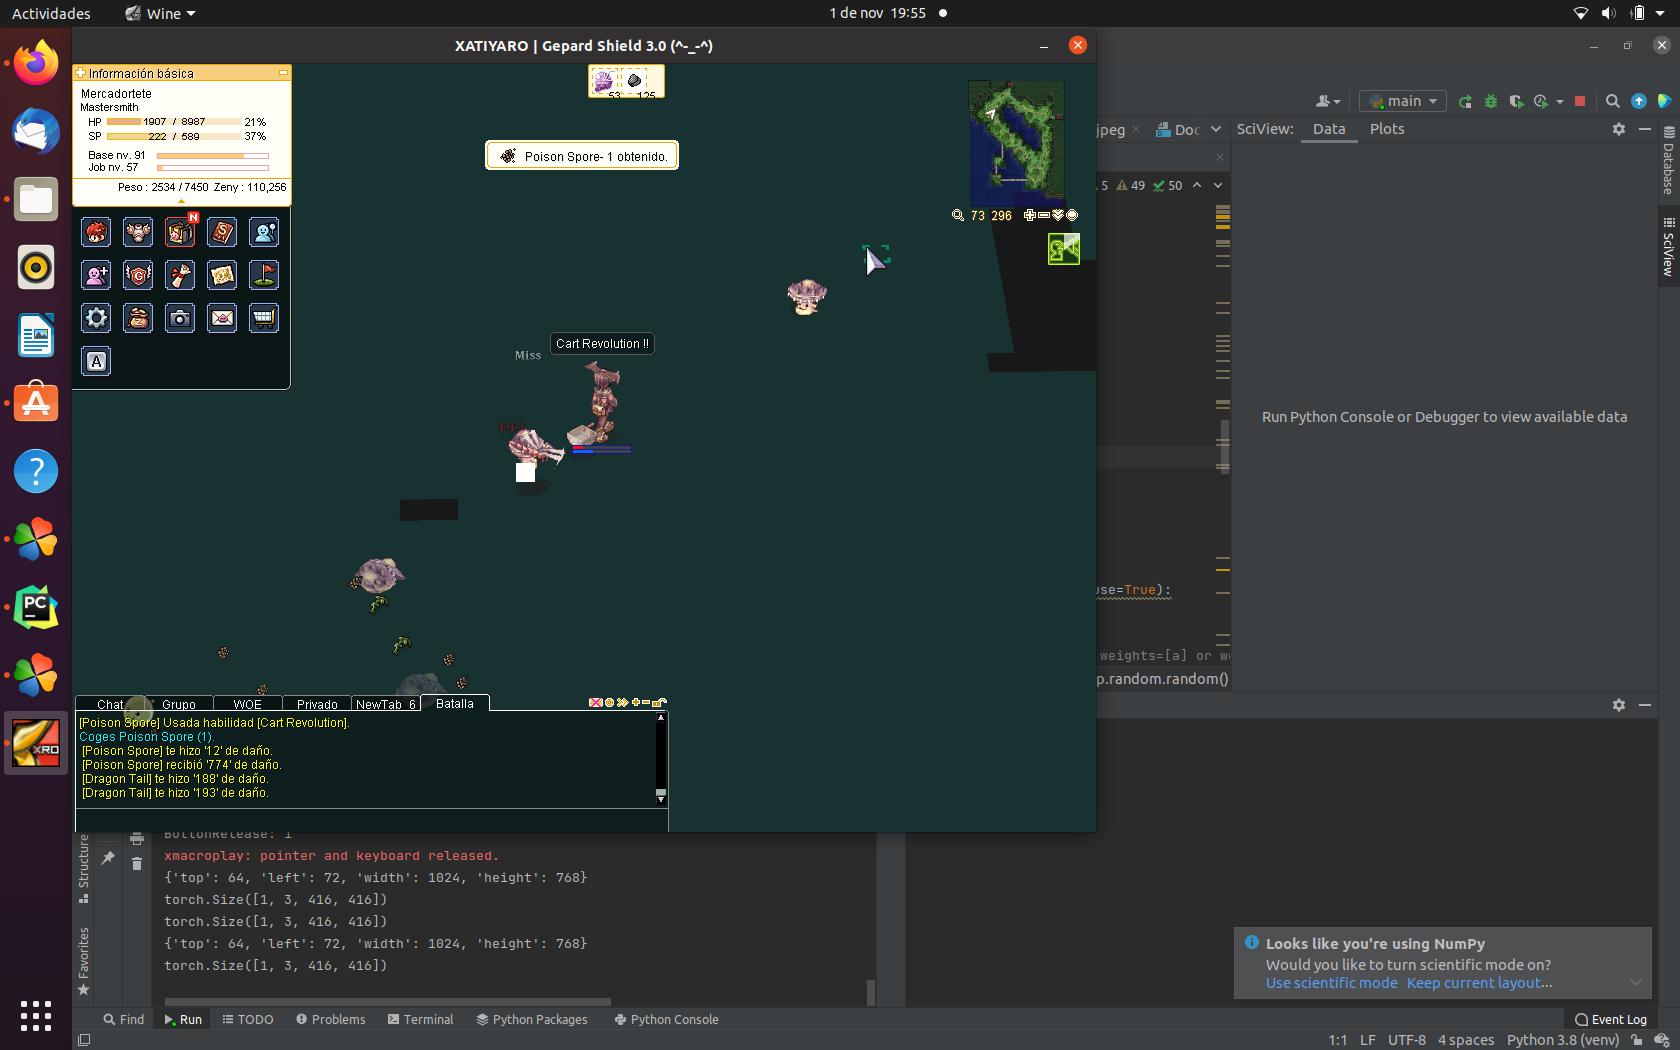 Actividades
Wine
1 de nov 19:55
XATIYARO | Gepard Shield 3.0 (^-_-^)
Información básica
Mercadortete
Mastersmith
HP 1907 / 8987 21%
SP 222 / 589 37%
Base nv. 91
Job nv. 57
Peso : 2534 / 7450 Zeny : 110,256
N
A
53 125
Poison Spore- 1 obtenido.
73 296
Cart Revolution !!
Miss
Chat Grupo WOE Privado NewTab 6 Batalla
[Poison Spore] Usada habilidad [Cart Revolution].
Coges Poison Spore (1).
[Poison Spore] te hizo '12' de daño.
[Poison Spore] recibió '774' de daño.
[Dragon Tail] te hizo '188' de daño.
[Dragon Tail] te hizo '193' de daño.
main
jpeg Doc
SciView: Data Plots
5 49 50
Database
SciView
Run Python Console or Debugger to view available data
use=True):
weights=[a] or we
p.random.random()
ButtonRelease: 1
xmacroplay: pointer and keyboard released.
{'top': 64, 'left': 72, 'width': 1024, 'height': 768}
torch.Size([1, 3, 416, 416])
torch.Size([1, 3, 416, 416])
{'top': 64, 'left': 72, 'width': 1024, 'height': 768}
torch.Size([1, 3, 416, 416])
Structure
Favorites
PC
XRO
Looks like you're using NumPy
Would you like to turn scientific mode on?
Use scientific mode Keep current layout...
Find Run TODO Problems Terminal Python Packages Python Console
Event Log
1:1 LF UTF-8 4 spaces Python 3.8 (venv)